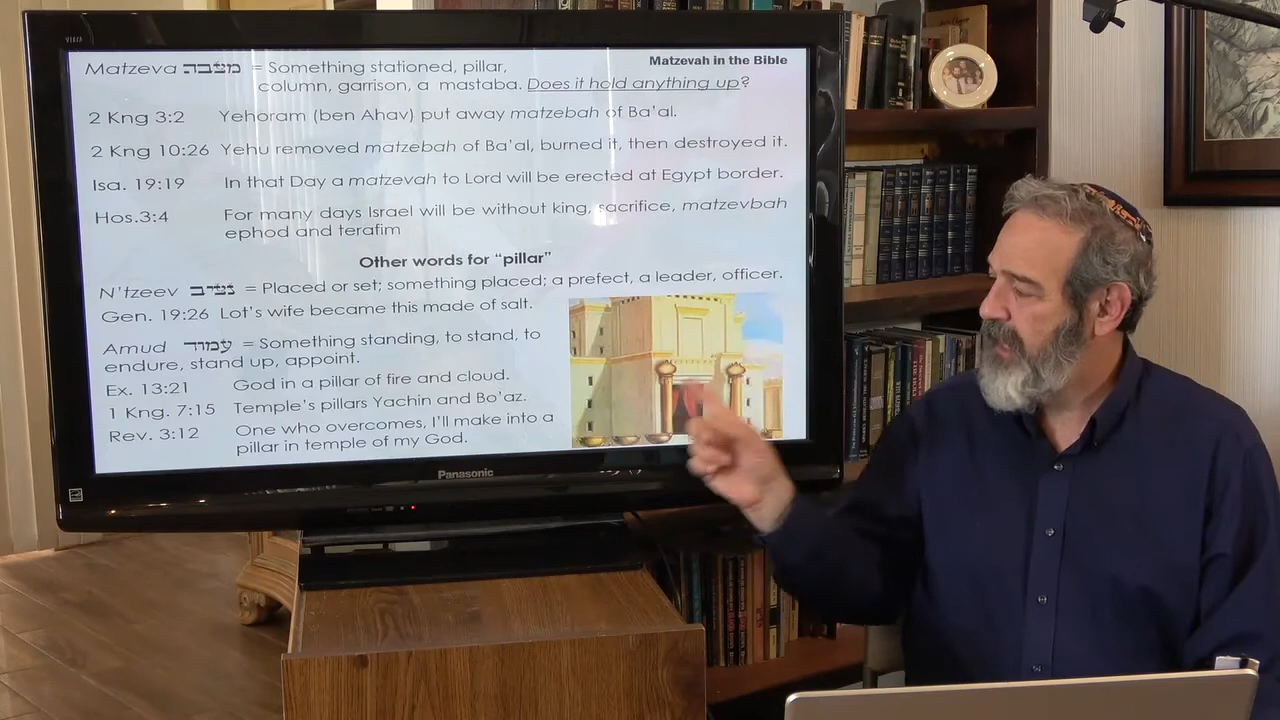 VIERA
Matzevah in the Bible
Matzeva מצבה = Something stationed, pillar,
column, garrison, a mastaba. Does it hold anything up?
2 Kng 3:2 Yehoram (ben Ahav) put away matzebah of Ba'al.
2 Kng 10:26 Yehu removed matzebah of Ba'al, burned it, then destroyed it.
Isa. 19:19 In that Day a matzevah to Lord will be erected at Egypt border.
Hos.3:4 For many days Israel will be without king, sacrifice, matzevbah
ephod and terafim
Other words for "pillar"
N'tzeev נציב = Placed or set; something placed; a prefect, a leader, officer.
Gen. 19:26 Lot's wife became this made of salt.
Amud עמוד = Something standing, to stand, to
endure, stand up, appoint.
Ex. 13:21 God in a pillar of fire and cloud.
1 Kng. 7:15 Temple's pillars Yachin and Bo'az.
Rev. 3:12 One who overcomes, I'll make into a
pillar in temple of my God.
Panasonic